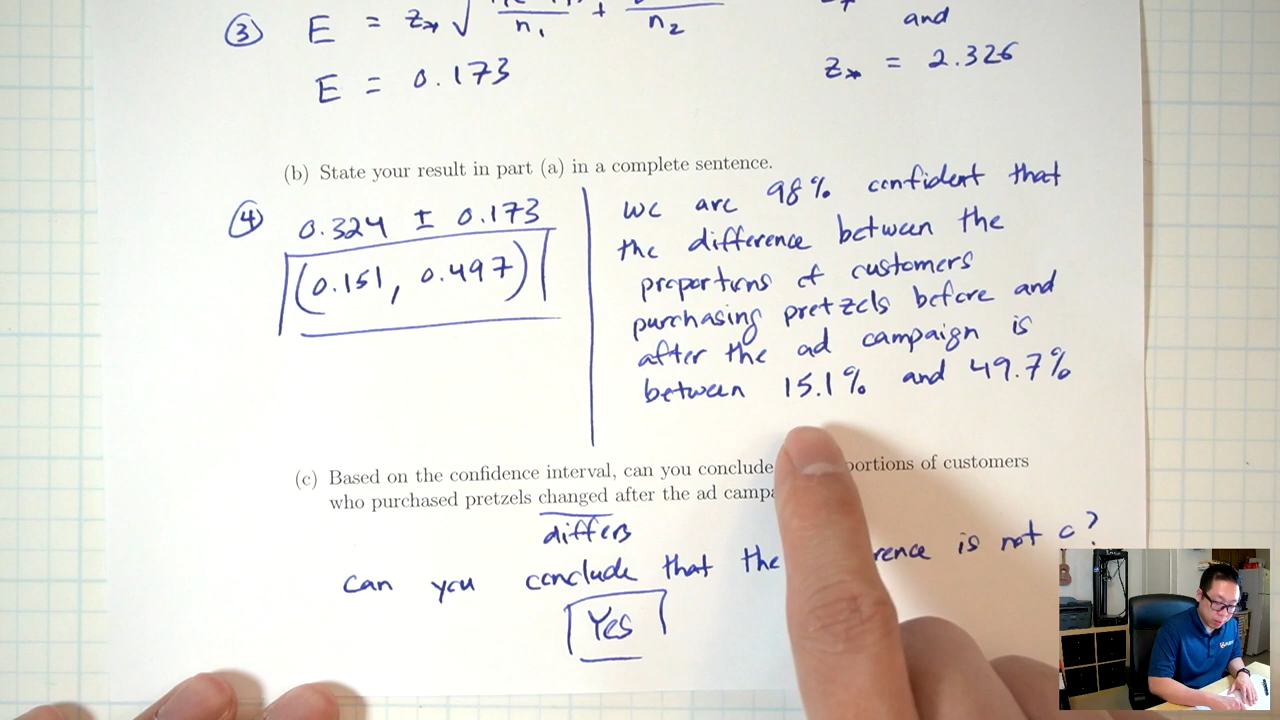 ③ E = z* √ n₁ + n₂
and
E = 0.173
z* = 2.326
(b) State your result in part (a) in a complete sentence.
④ 0.324 ± 0.173
(0.151, 0.497)
we are 98% confident that
the difference between the
proportions of customers
purchasing pretzels before and
after the ad campaign is
between 15.1% and 49.7%
(c) Based on the confidence interval, can you conclude of customers
who purchased pretzels changed after the ad
differs
can you conclude that the is not 0?
Yes